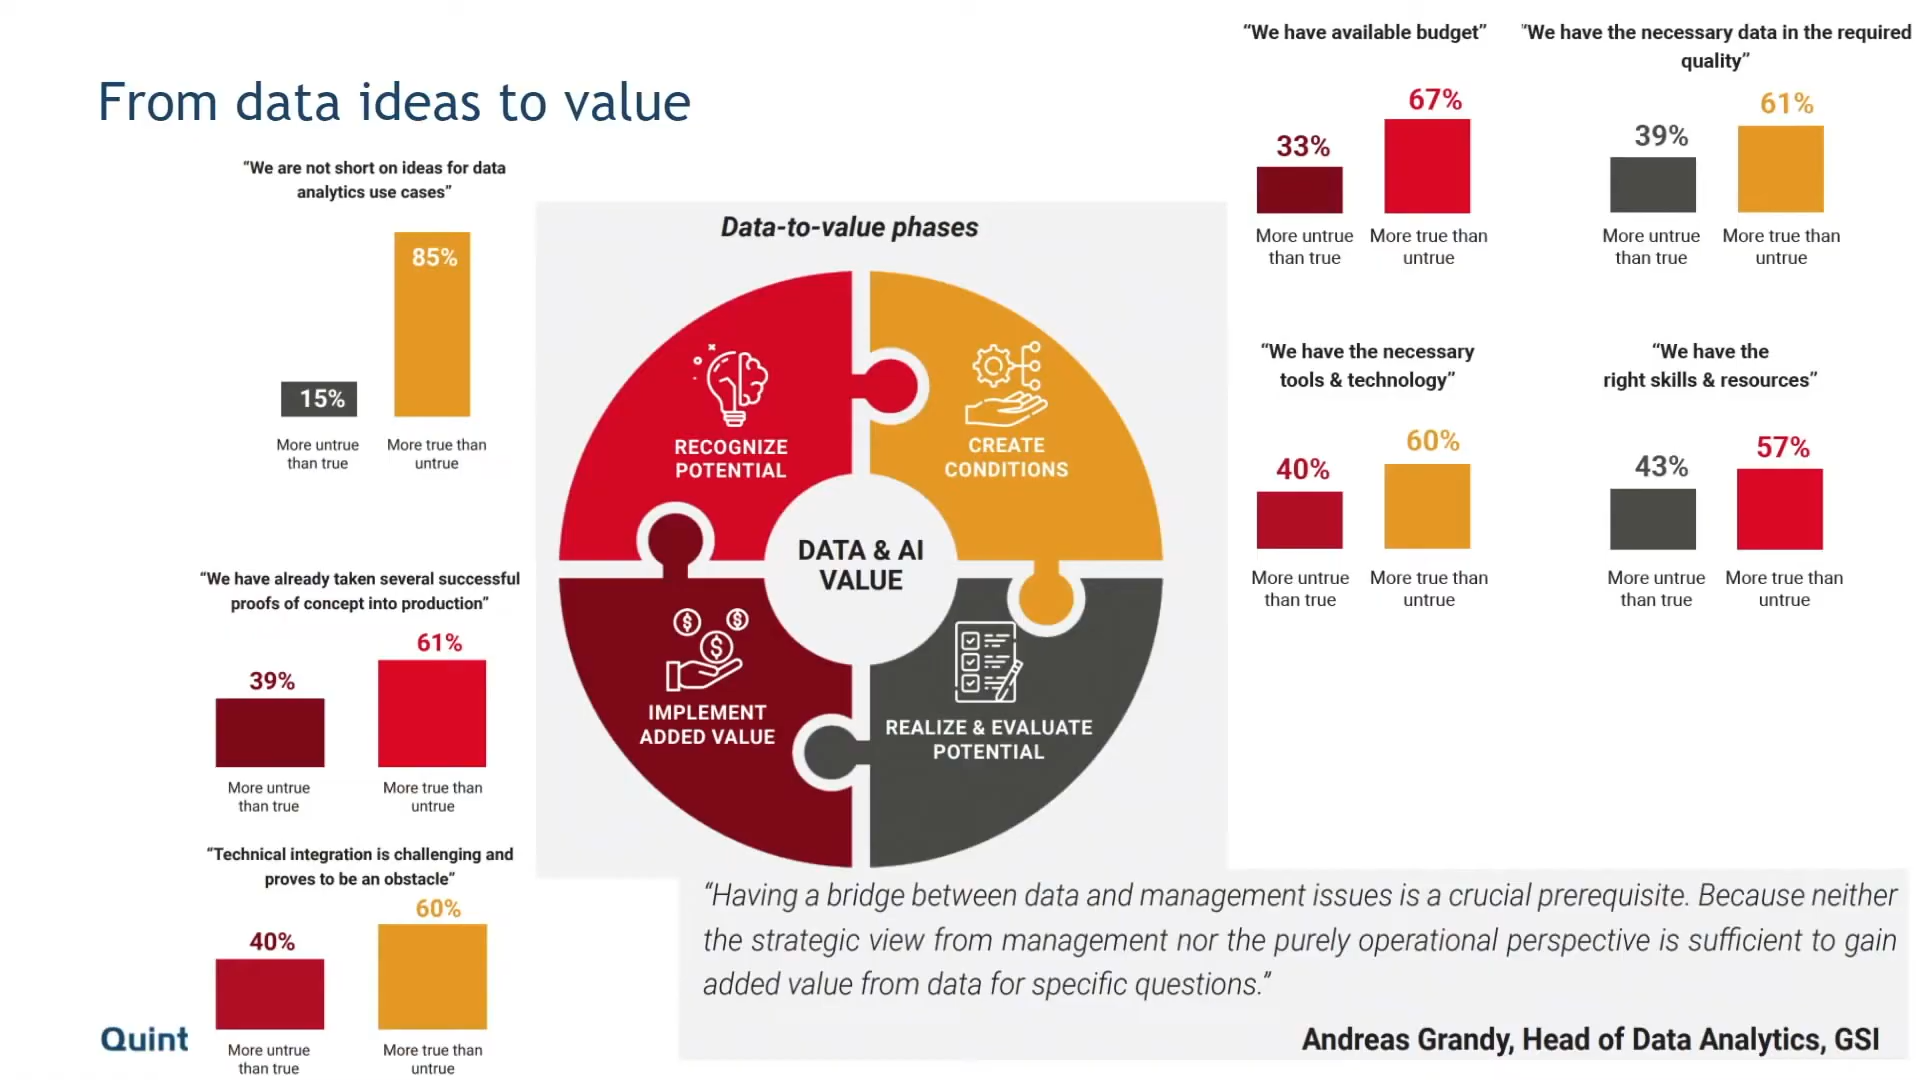 From data ideas to value
“We are not short on ideas for data
analytics use cases”
85%
15%
More untrue
than true
More true than
untrue
“We have already taken several successful
proofs of concept into production”
61%
39%
More untrue
than true
More true than
untrue
“Technical integration is challenging and
proves to be an obstacle”
60%
40%
More untrue
than true
More true than
untrue
Quint
Data-to-value phases
RECOGNIZE
POTENTIAL
CREATE
CONDITIONS
DATA & AI
VALUE
IMPLEMENT
ADDED VALUE
REALIZE & EVALUATE
POTENTIAL
“We have available budget”
67%
33%
More untrue
than true
More true than
untrue
“We have the necessary data in the required
quality”
61%
39%
More untrue
than true
More true than
untrue
“We have the necessary
tools & technology”
60%
40%
More untrue
than true
More true than
untrue
“We have the
right skills & resources”
57%
43%
More untrue
than true
More true than
untrue
“Having a bridge between data and management issues is a crucial prerequisite. Because neither
the strategic view from management nor the purely operational perspective is sufficient to gain
added value from data for specific questions.”
Andreas Grandy, Head of Data Analytics, GSI